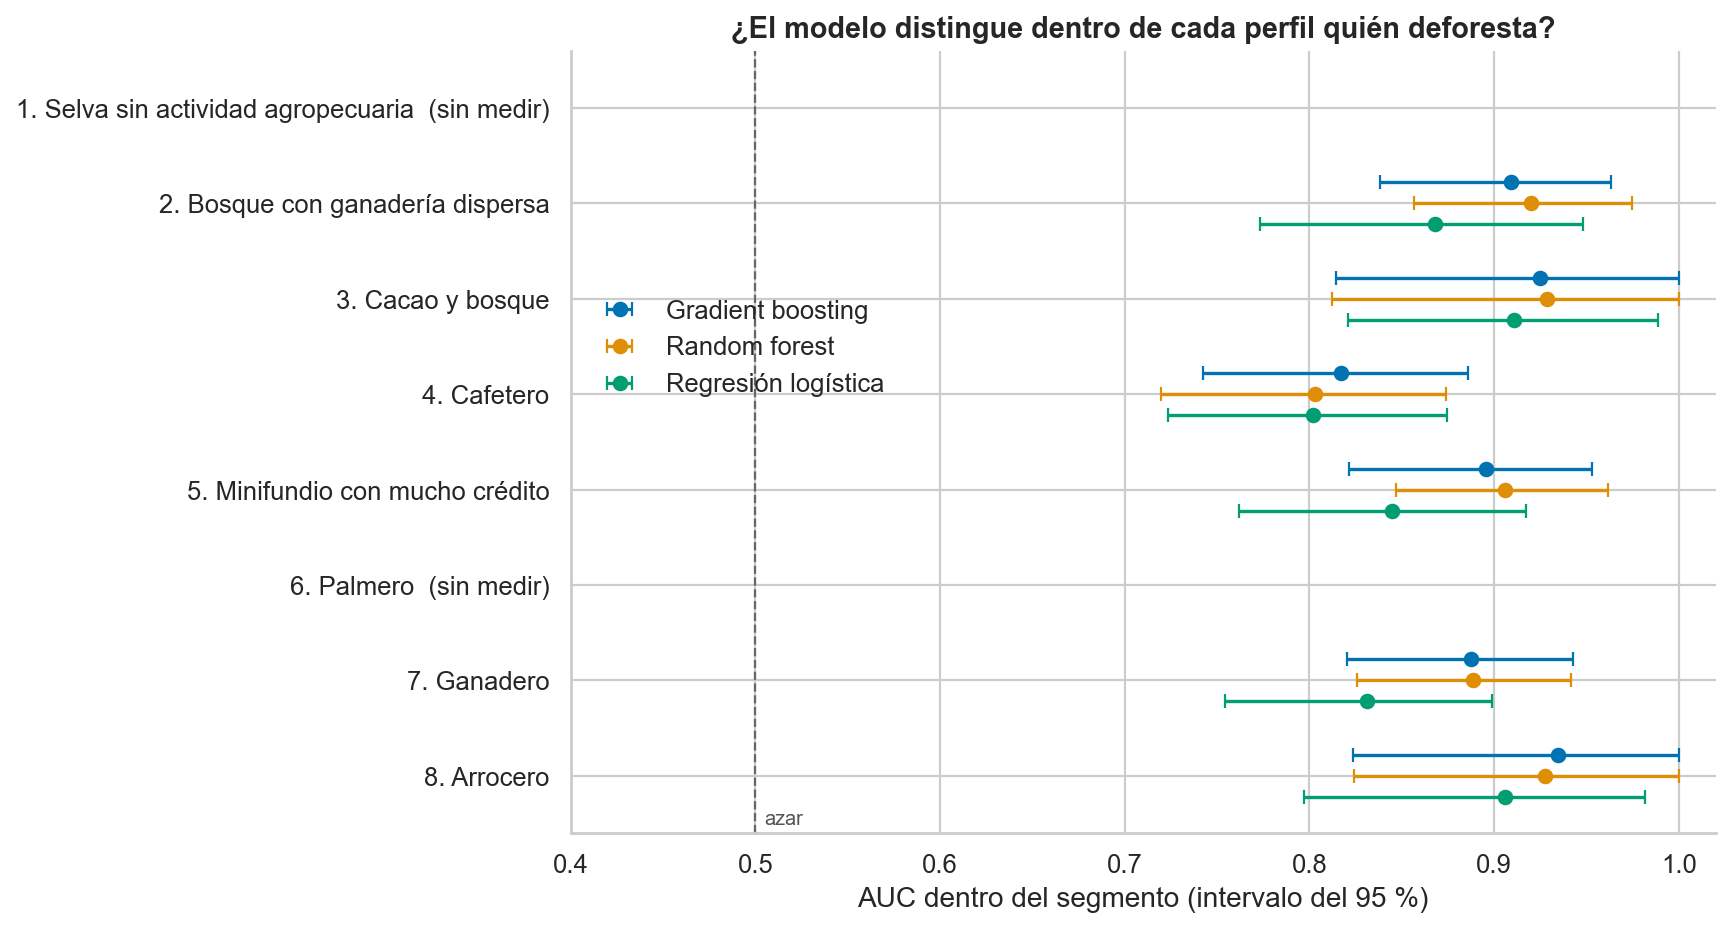 ¿El modelo distingue dentro de cada perfil quién deforesta?
1. Selva sin actividad agropecuaria  (sin medir)
2. Bosque con ganadería dispersa
3. Cacao y bosque
4. Cafetero
5. Minifundio con mucho crédito
6. Palmero  (sin medir)
7. Ganadero
8. Arrocero
Gradient boosting
Random forest
Regresión logística
azar
0.4 0.5 0.6 0.7 0.8 0.9 1.0
AUC dentro del segmento (intervalo del 95 %)